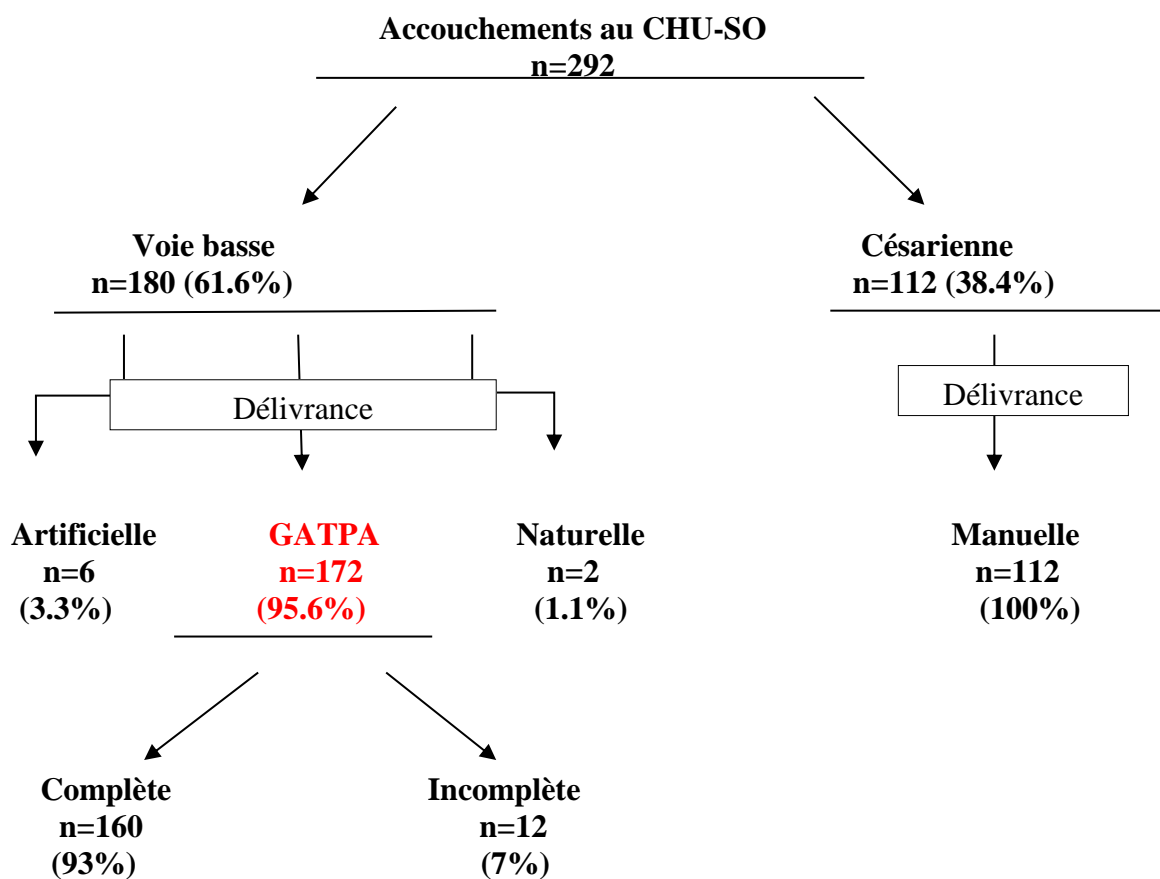 Accouchements au CHU-SO
n=292
Voie basse
n=180 (61.6%)
Césarienne
n=112 (38.4%)
Délivrance
Délivrance
Artificielle
n=6
(3.3%)
GATPA
n=172
(95.6%)
Naturelle
n=2
(1.1%)
Manuelle
n=112
(100%)
Complète
n=160
(93%)
Incomplète
n=12
(7%)